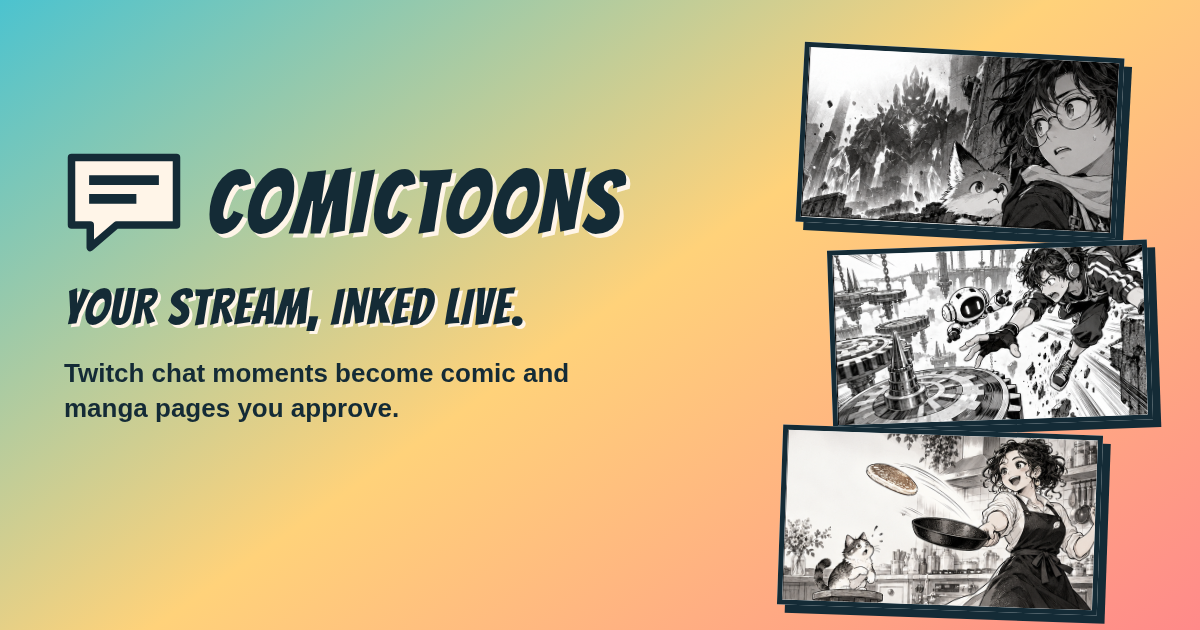 COMICTOONS
YOUR STREAM, INKED LIVE.
Twitch chat moments become comic and
manga pages you approve.